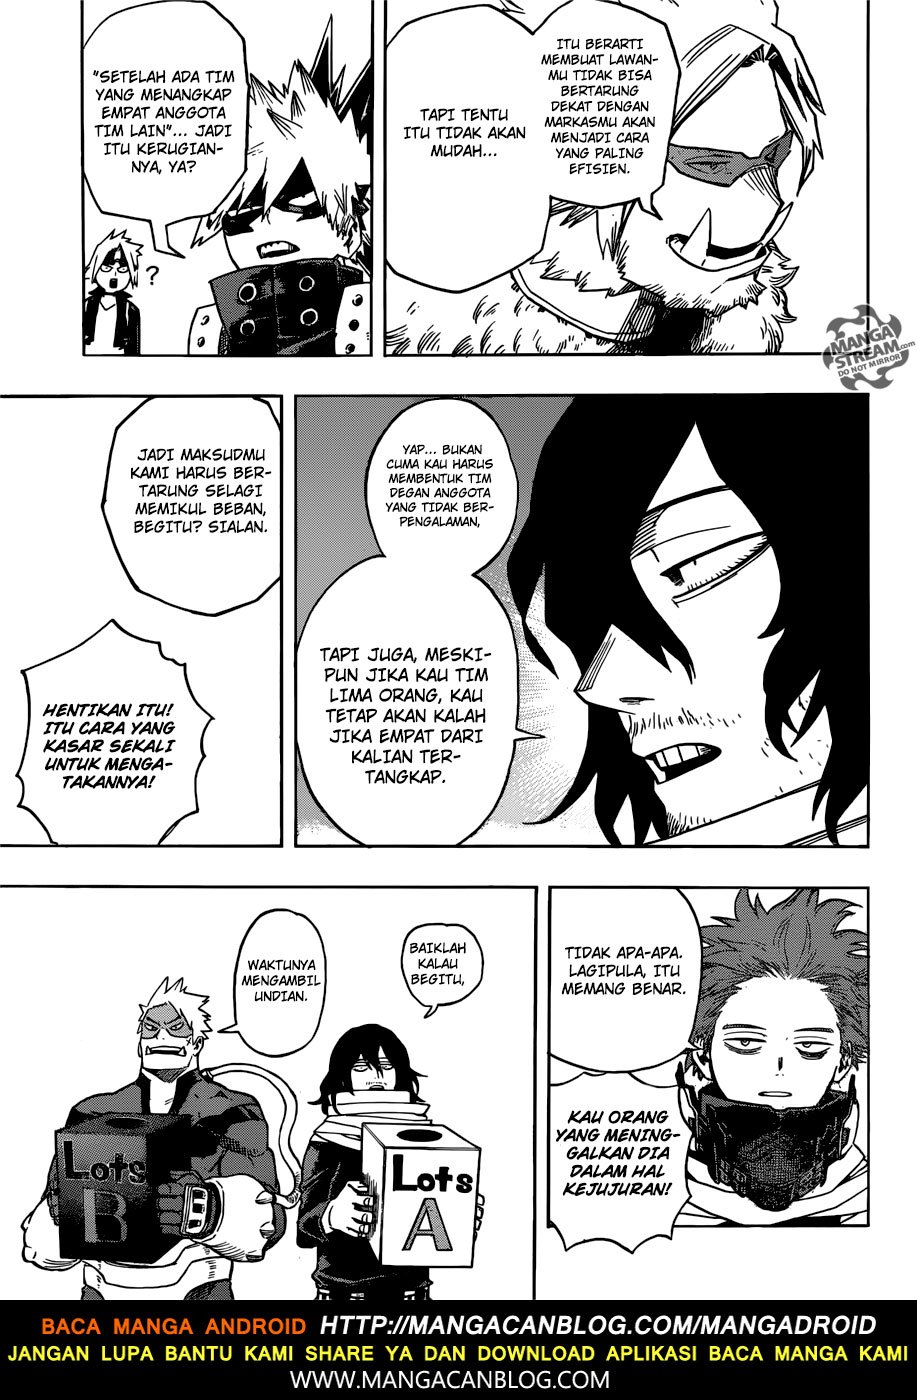 ITU BERARTI
MEMBUAT LAWAN-
MU TIDAK BISA
BERTARUNG
DEKAT DENGAN
MARKASMU AKAN
MENJADI CARA
YANG PALING
EFISIEN.
TAPI TENTU
ITU TIDAK AKAN
MUDAH...
"SETELAH ADA TIM
YANG MENANGKAP
EMPAT ANGGOTA
TIM LAIN"... JADI
ITU KERUGIAN-
NYA, YA?
?
MANGA
STREAM.com
DO NOT MIRROR
YAP... BUKAN
CUMA KAU HARUS
MEMBENTUK TIM
DEGAN ANGGOTA
YANG TIDAK BER-
PENGALAMAN,
TAPI JUGA, MESKI-
PUN JIKA KAU TIM
LIMA ORANG, KAU
TETAP AKAN KALAH
JIKA EMPAT DARI
KALIAN TER-
TANGKAP.
JADI MAKSUDMU
KAMI HARUS BER-
TARUNG SELAGI
MEMIKUL BEBAN,
BEGITU? SIALAN.
HENTIKAN ITU!
ITU CARA YANG
KASAR SEKALI
UNTUK MENGA-
TAKANNYA!
TIDAK APA-APA.
LAGIPULA, ITU
MEMANG BENAR.
KAU ORANG
YANG MENING-
GALKAN DIA
DALAM HAL
KEJUJURAN!
BAIKLAH
KALAU
BEGITU,
WAKTUNYA
MENGAMBIL
UNDIAN.
Lots
A
Lots
B
BACA MANGA ANDROID HTTP://MANGACANBLOG.COM/MANGADROID
JANGAN LUPA BANTU KAMI SHARE YA DAN DOWNLOAD APLIKASI BACA MANGA KAMI
WWW.MANGACANBLOG.COM